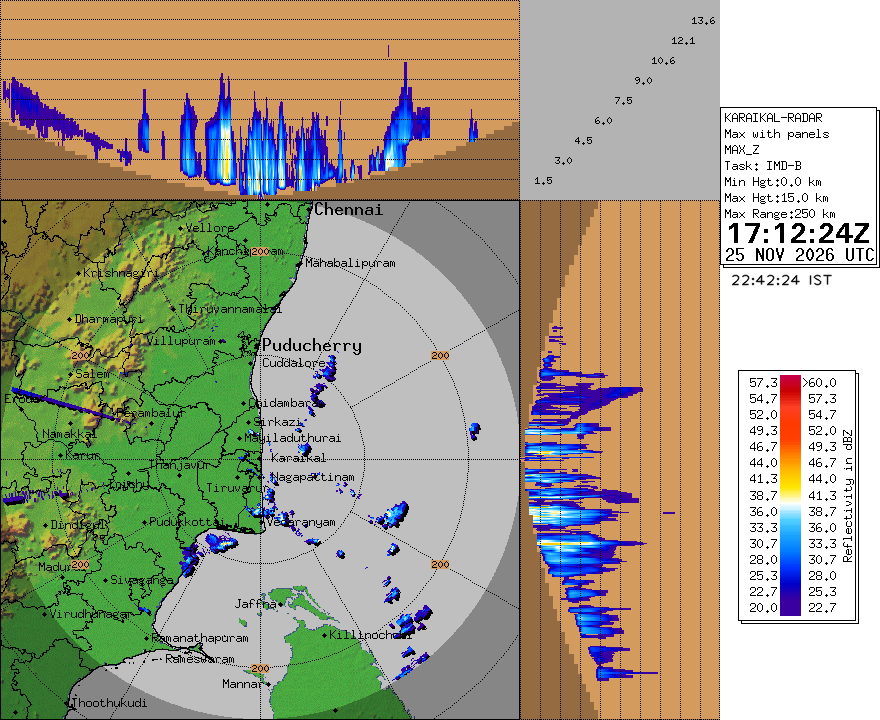 13.6
12.1
10.6
9.0
7.5
6.0
4.5
3.0
1.5
KARAIKAL-RADAR
Max with panels
MAX_Z
Task: IMD-B
Min Hgt:0.0 km
Max Hgt:15.0 km
Max Range:250 km
17:12:24Z
25 NOV 2026 UTC
22:42:24 IST
Chennai
Vellore
200
Mahabalipuram
Krishnagiri
Thiruvannamalai
Dharmapuri
Villupuram
Puducherry
200
200
Cuddalore
Salem
Chidambara
Perambalur
Sirkazi
Namakkal
Mayiladuthurai
Karur
Thanjavur
Karaikal
Nagapattinam
Tiruvarur
Dindigul
Pudukkottai
Vedaranyam
200
200
Madur
Sivaganga
Jaffna
Virudhunagar
Ramanathapuram
Killinochchi
Rameswaram
200
Mannar
Thoothukudi
57.3 >60.0
54.7 57.3
52.0 54.7
49.3 52.0
46.7 49.3
44.0 46.7
41.3 44.0
38.7 41.3
36.0 38.7
33.3 36.0
30.7 33.3
28.0 30.7
25.3 28.0
22.7 25.3
20.0 22.7
Reflectivity in dBZ